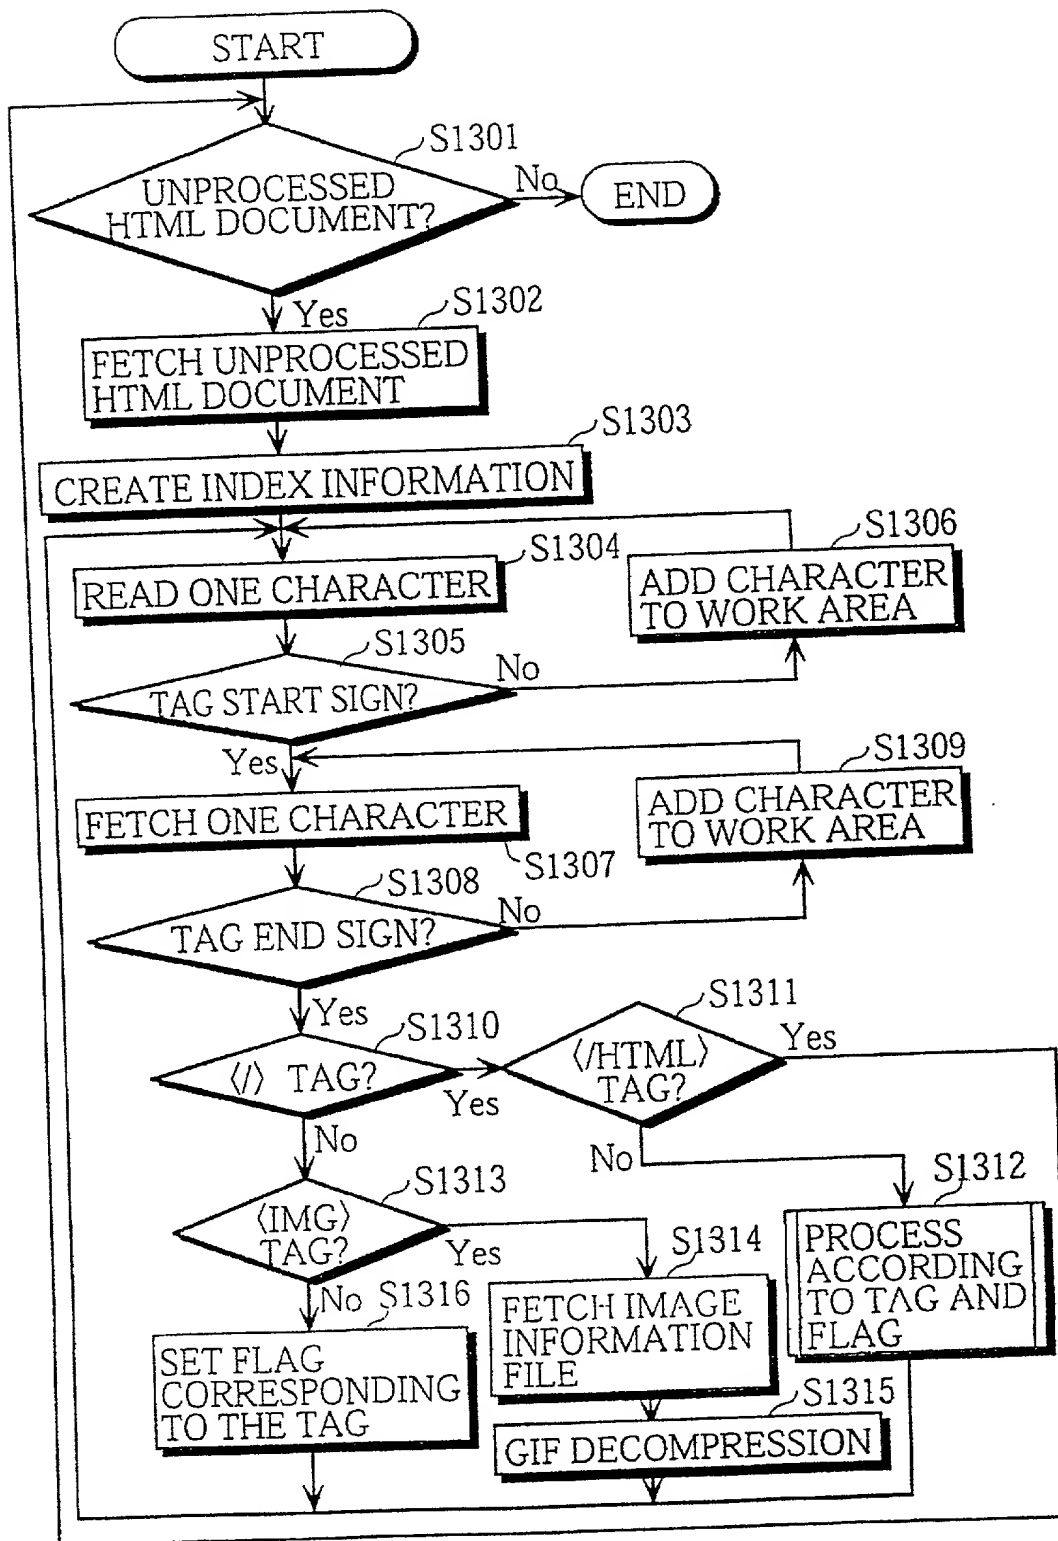 START
S1301
UNPROCESSED
HTML DOCUMENT?
No
END
Yes
S1302
FETCH UNPROCESSED
HTML DOCUMENT
S1303
CREATE INDEX INFORMATION
S1304
READ ONE CHARACTER
S1306
ADD CHARACTER
TO WORK AREA
S1305
TAG START SIGN?
No
Yes
FETCH ONE CHARACTER
S1307
S1309
ADD CHARACTER
TO WORK AREA
S1308
TAG END SIGN?
No
Yes
S1310
〈/〉 TAG?
Yes
S1311
〈/HTML〉
TAG?
Yes
No
No
S1312
PROCESS
ACCORDING
TO TAG AND
FLAG
S1313
〈IMG〉
TAG?
Yes
S1314
FETCH IMAGE
INFORMATION
FILE
No
S1316
SET FLAG
CORRESPONDING
TO THE TAG
S1315
GIF DECOMPRESSION